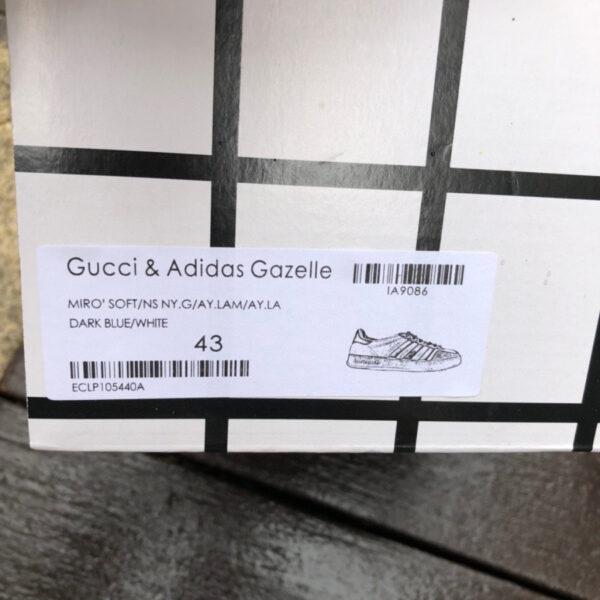 Gucci & Adidas Gazelle
IA9086
MIRO' SOFT/NS NY.G/AY.LAM/AY.LA
DARK BLUE/WHITE
43
ECLP105440A